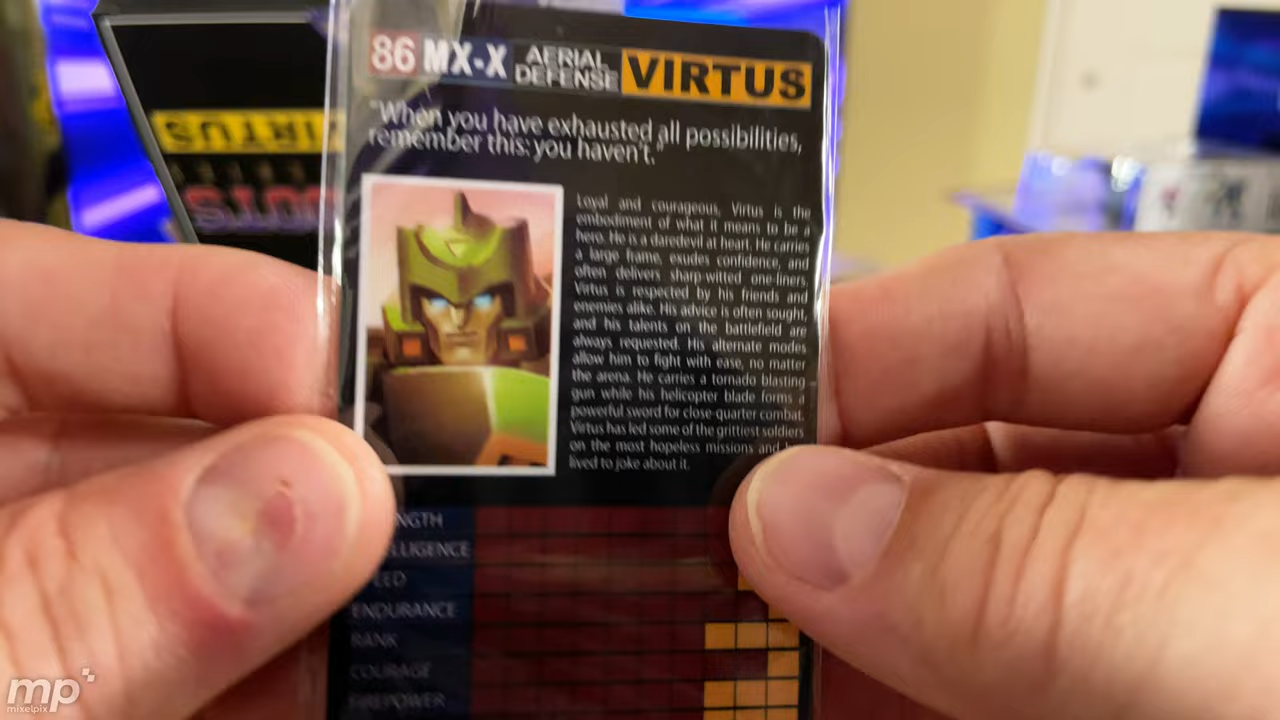 86 MX-X AERIAL DEFENSE VIRTUS
"When you have exhausted all possibilities,
remember this: you haven't."
Loyal and courageous, Virtus is the
embodiment of what it means to be a
hero. He is a daredevil at heart. He carries
a large frame, exudes confidence, and
often delivers sharp-witted one-liners.
Virtus is respected by his friends and
enemies alike. His advice is often sought,
and his talents on the battlefield are
always requested. His alternate modes
allow him to fight with ease, no matter
the arena. He carries a tornado blasting
gun while his helicopter blade forms a
powerful sword for close-quarter combat.
Virtus has led some of the grittiest soldiers
on the most hopeless missions and
lived to joke about it.
NGTH
LLIGENCE
EED
ENDURANCE
RANK
COURAGE
FIREPOWER
VIRTUS
mp
mixelpix